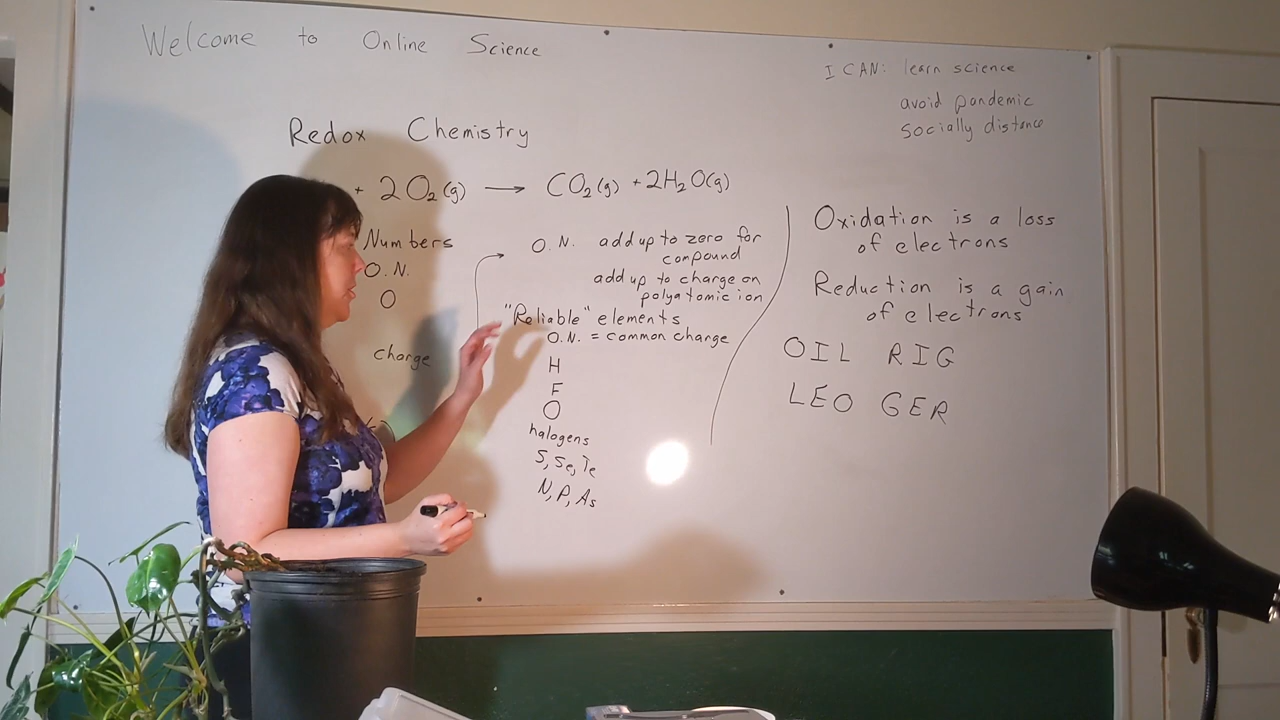 Welcome to Online Science
I CAN: learn science
avoid pandemic
socially distance
Redox Chemistry
+ 2O₂(g) → CO₂(g) + 2H₂O(g)
Numbers
O.N.
O
charge
O.N. add up to zero for
compound
add up to charge on
polyatomic ion
"Reliable" elements
O.N. = common charge
H
F
O
halogens
S, Se, Te
N, P, As
Oxidation is a loss
of electrons
Reduction is a gain
of electrons
OIL RIG
LEO GER